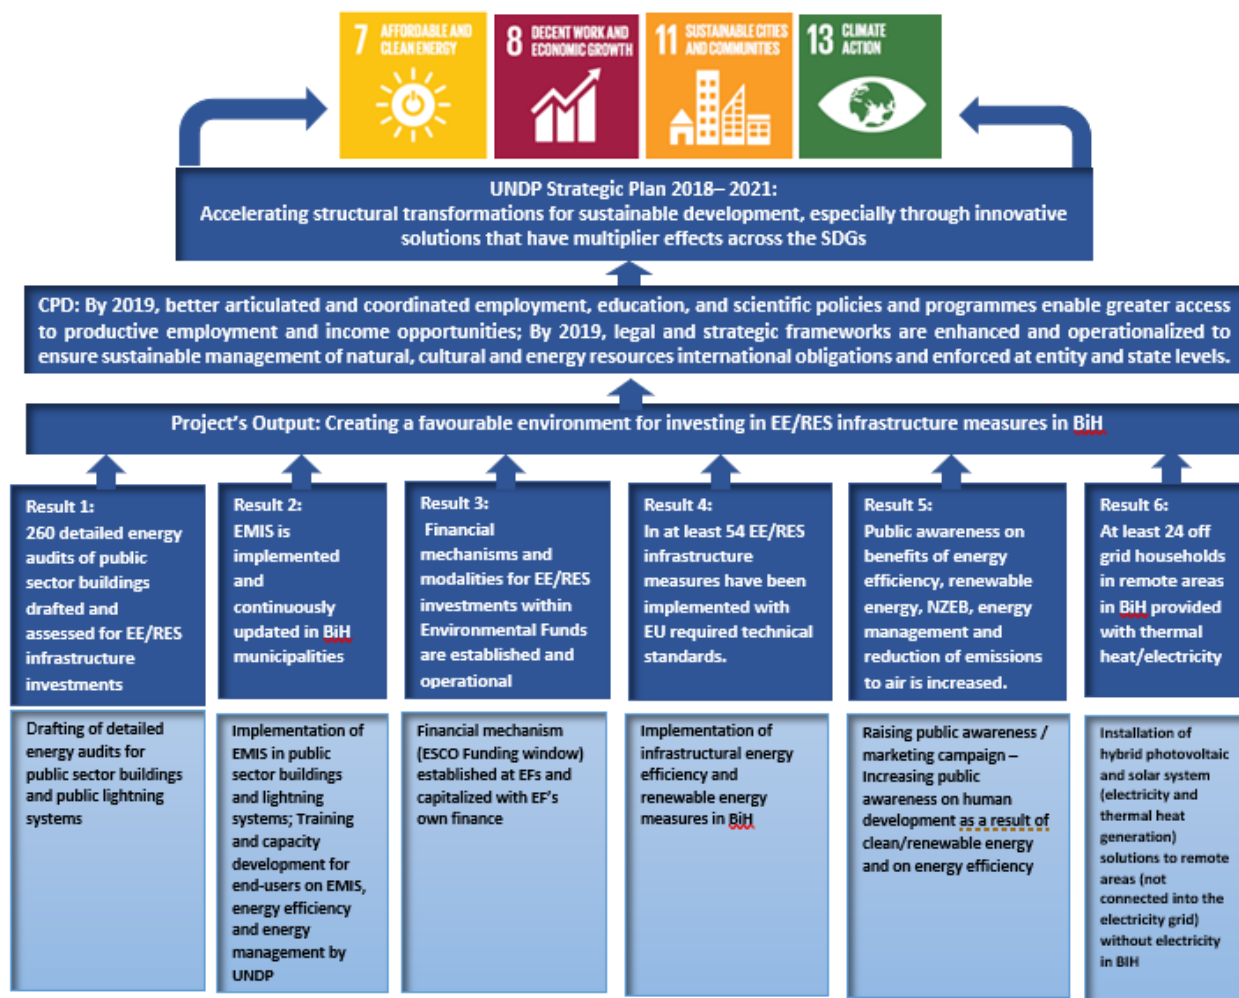 7 AFFORDABLE AND
CLEAN ENERGY
8 DECENT WORK AND
ECONOMIC GROWTH
11 SUSTAINABLE CITIES
AND COMMUNITIES
13 CLIMATE
ACTION
UNDP Strategic Plan 2018– 2021:
Accelerating structural transformations for sustainable development, especially through innovative
solutions that have multiplier effects across the SDGs
CPD: By 2019, better articulated and coordinated employment, education, and scientific policies and programmes enable greater access
to productive employment and income opportunities; By 2019, legal and strategic frameworks are enhanced and operationalized to
ensure sustainable management of natural, cultural and energy resources international obligations and enforced at entity and state levels.
Project's Output: Creating a favourable environment for investing in EE/RES infrastructure measures in BiH
Result 1:
260 detailed energy
audits of public
sector buildings
drafted and
assessed for EE/RES
infrastructure
investments
Result 2:
EMIS is
implemented
and
continuously
updated in BiH
municipalities
Result 3:
Financial
mechanisms and
modalities for EE/RES
investments within
Environmental Funds
are established and
operational
Result 4:
In at least 54 EE/RES
infrastructure
measures have been
implemented with
EU required technical
standards.
Result 5:
Public awareness on
benefits of energy
efficiency, renewable
energy, NZEB, energy
management and
reduction of emissions
to air is increased.
Result 6:
At least 24 off
grid households
in remote areas
in BiH provided
with thermal
heat/electricity
Drafting of detailed
energy audits for
public sector buildings
and public lightning
systems
Implementation of
EMIS in public
sector buildings
and lightning
systems; Training
and capacity
development for
end-users on EMIS,
energy efficiency
and energy
management by
UNDP
Financial mechanism
(ESCO Funding window)
established at EFs and
capitalized with EF's
own finance
Implementation of
infrastructural energy
efficiency and
renewable energy
measures in BiH
Raising public awareness /
marketing campaign –
Increasing public
awareness on human
development as a result of
clean/renewable energy
and on energy efficiency
Installation of
hybrid photovoltaic
and solar system
(electricity and
thermal heat
generation)
solutions to remote
areas (not
connected into the
electricity grid)
without electricity
in BIH